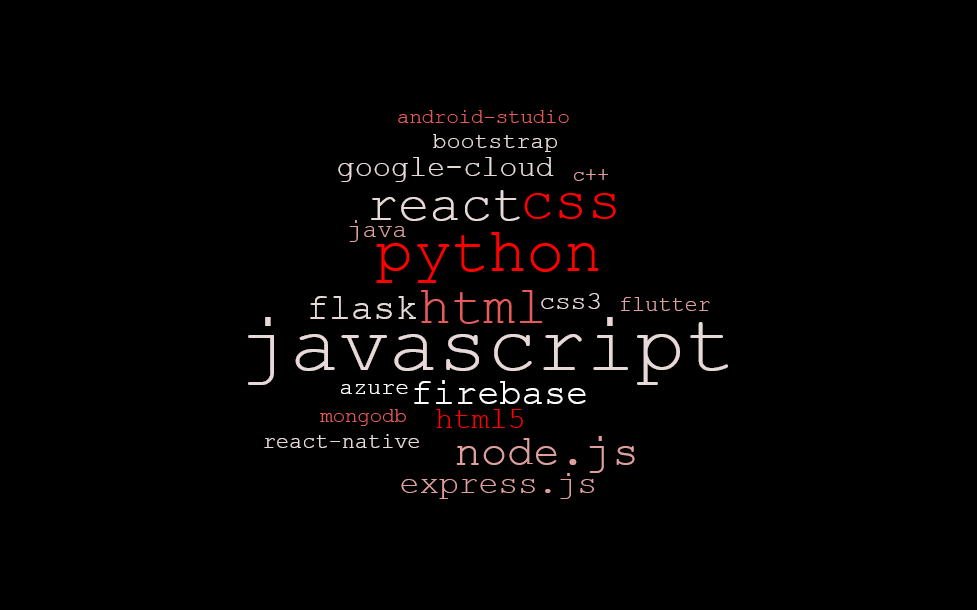 android-studio
bootstrap
google-cloud c++
react css
java
python
flask html css3 flutter
javascript
azure firebase
mongodb html5
react-native node.js
express.js